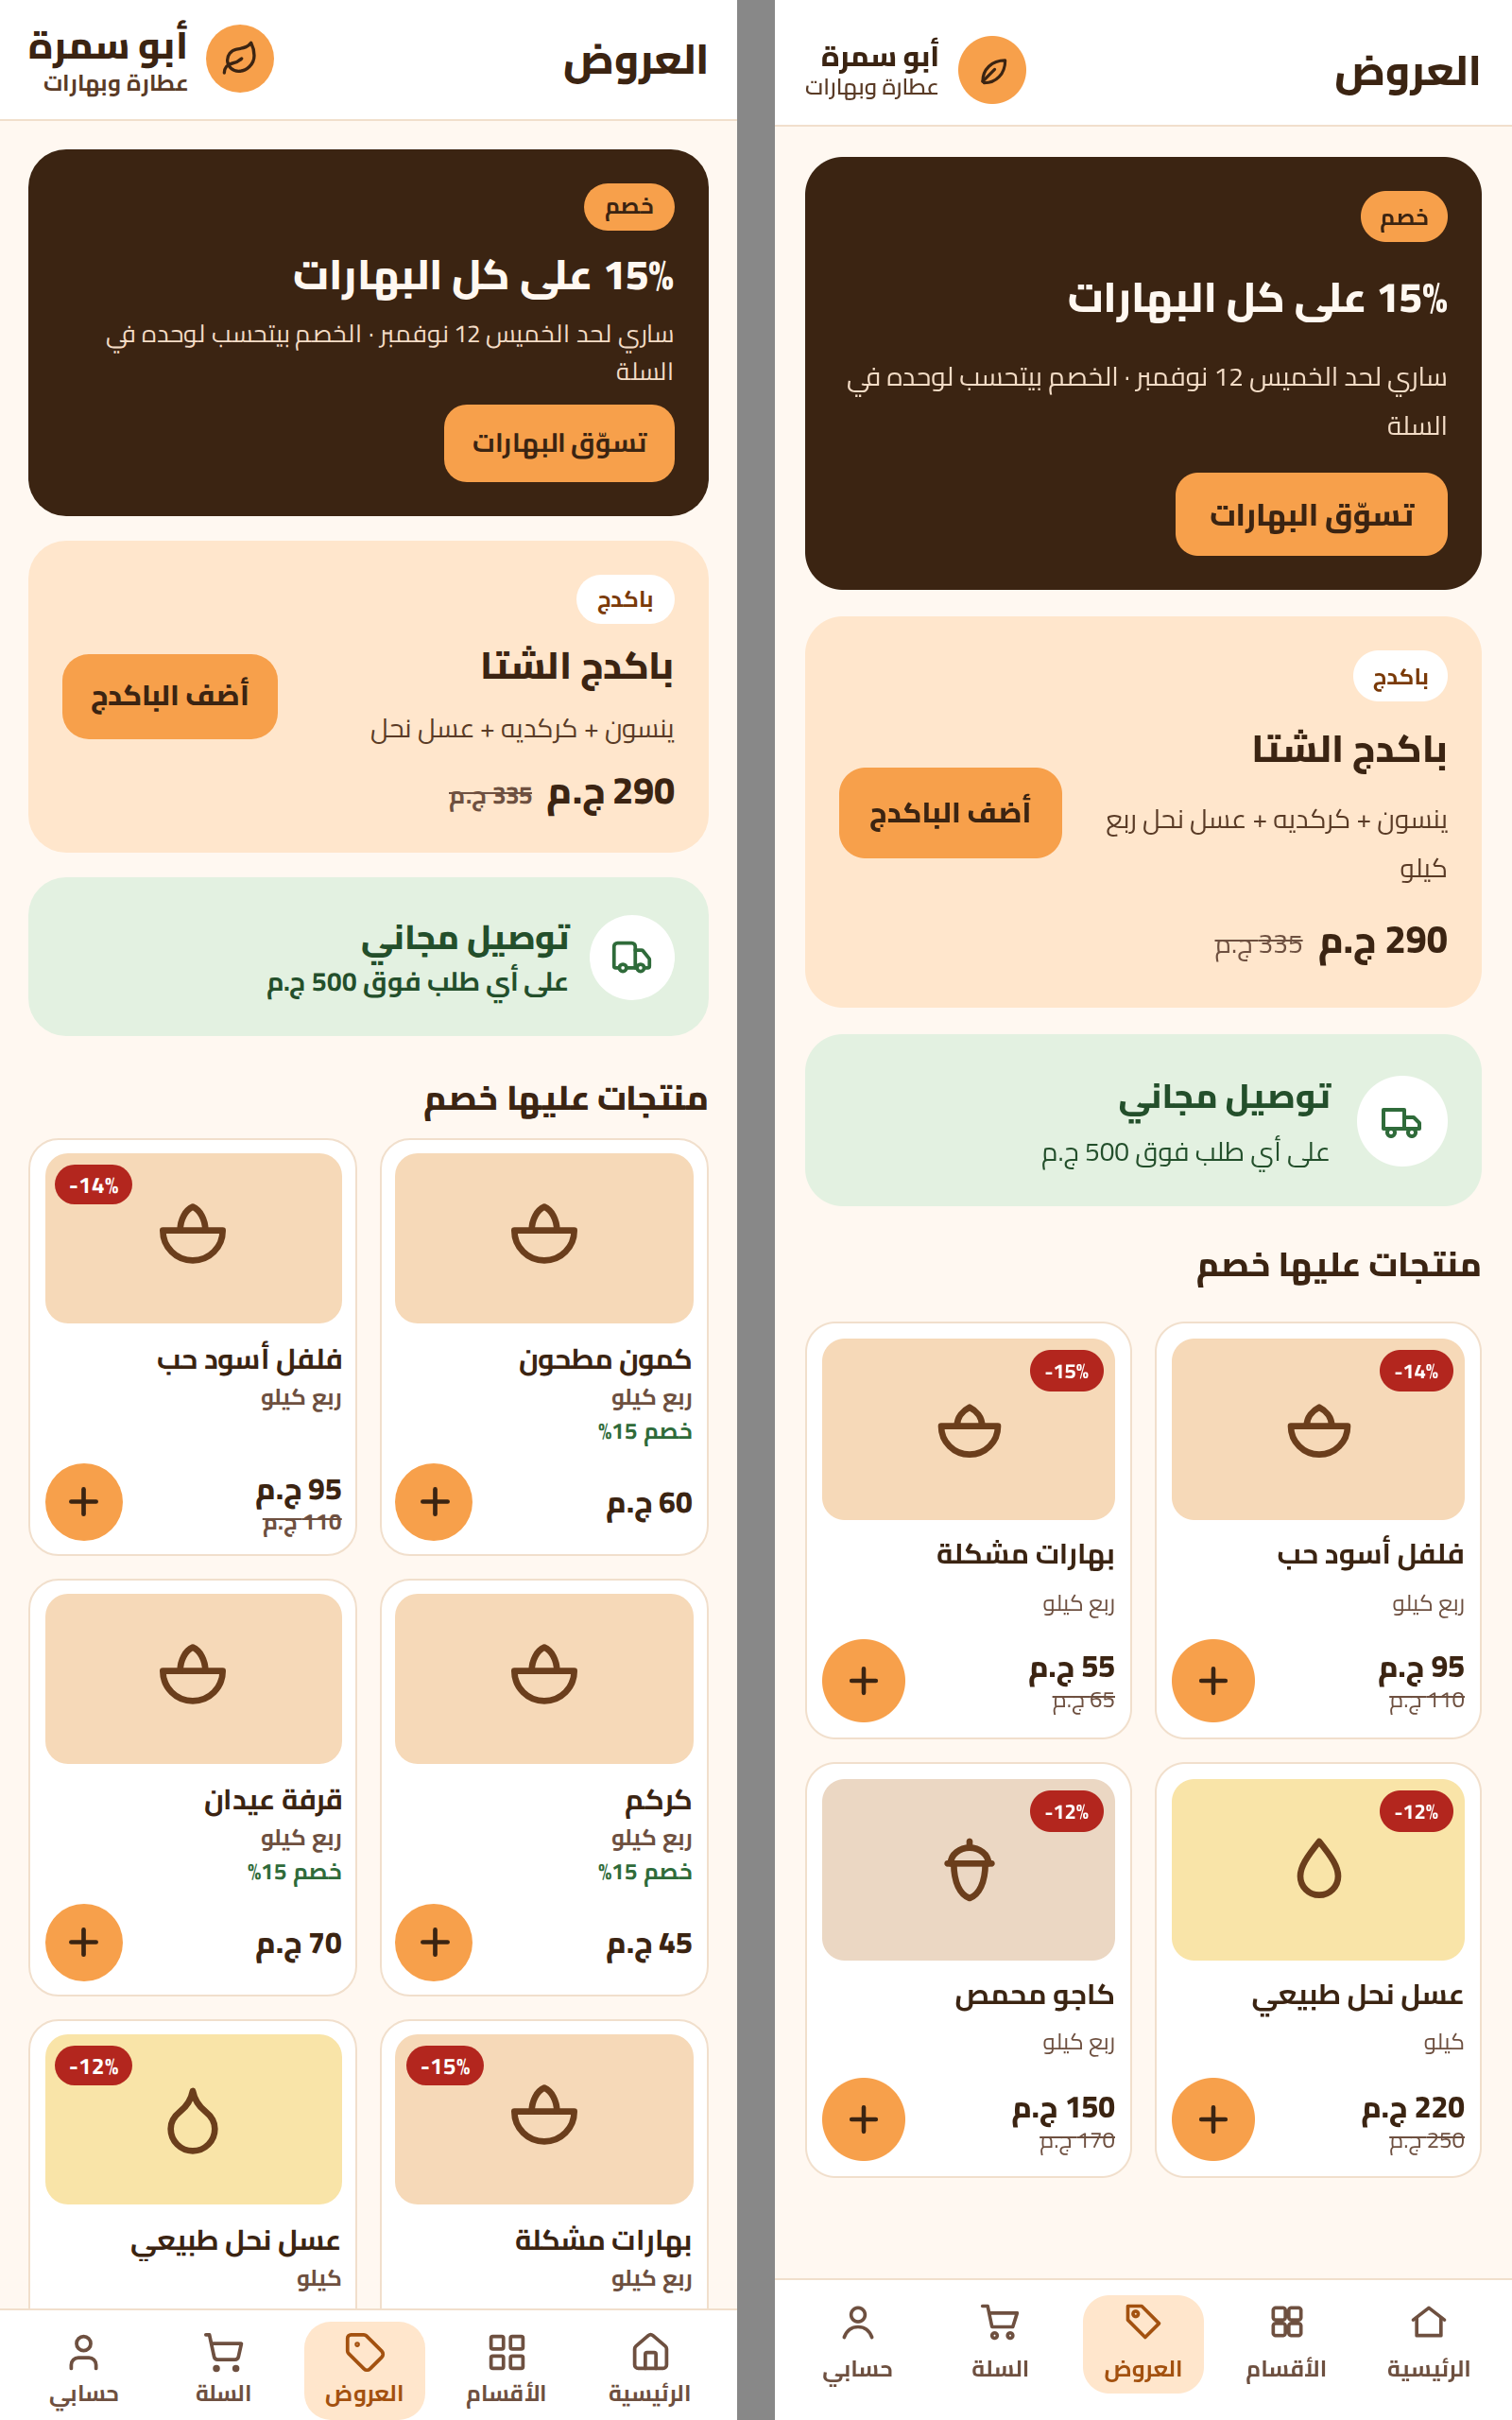 العروض
أبو سمرة
عطارة وبهارات
خصم
15% على كل البهارات
ساري لحد الخميس 12 نوفمبر · الخصم بيتحسب لوحده في
السلة
تسوّق البهارات
باكدج
باكدج الشتا
ينسون + كركديه + عسل نحل
290 ج.م 335 ج.م
أضف الباكدج
توصيل مجاني
على أي طلب فوق 500 ج.م
منتجات عليها خصم
كمون مطحون
ربع كيلو
خصم 15%
60 ج.م
-14%
فلفل أسود حب
ربع كيلو
95 ج.م
110 ج.م
كركم
ربع كيلو
خصم 15%
45 ج.م
قرفة عيدان
ربع كيلو
خصم 15%
70 ج.م
-15%
بهارات مشكلة
ربع كيلو
-12%
عسل نحل طبيعي
كيلو
الرئيسية
الأقسام
العروض
السلة
حسابي
العروض
أبو سمرة
عطارة وبهارات
خصم
15% على كل البهارات
ساري لحد الخميس 12 نوفمبر · الخصم بيتحسب لوحده في
السلة
تسوّق البهارات
باكدج
باكدج الشتا
ينسون + كركديه + عسل نحل ربع
كيلو
290 ج.م 335 ج.م
أضف الباكدج
توصيل مجاني
على أي طلب فوق 500 ج.م
منتجات عليها خصم
-14%
فلفل أسود حب
ربع كيلو
95 ج.م
110 ج.م
-15%
بهارات مشكلة
ربع كيلو
55 ج.م
65 ج.م
-12%
عسل نحل طبيعي
كيلو
220 ج.م
250 ج.م
-12%
كاجو محمص
ربع كيلو
150 ج.م
170 ج.م
الرئيسية
الأقسام
العروض
السلة
حسابي